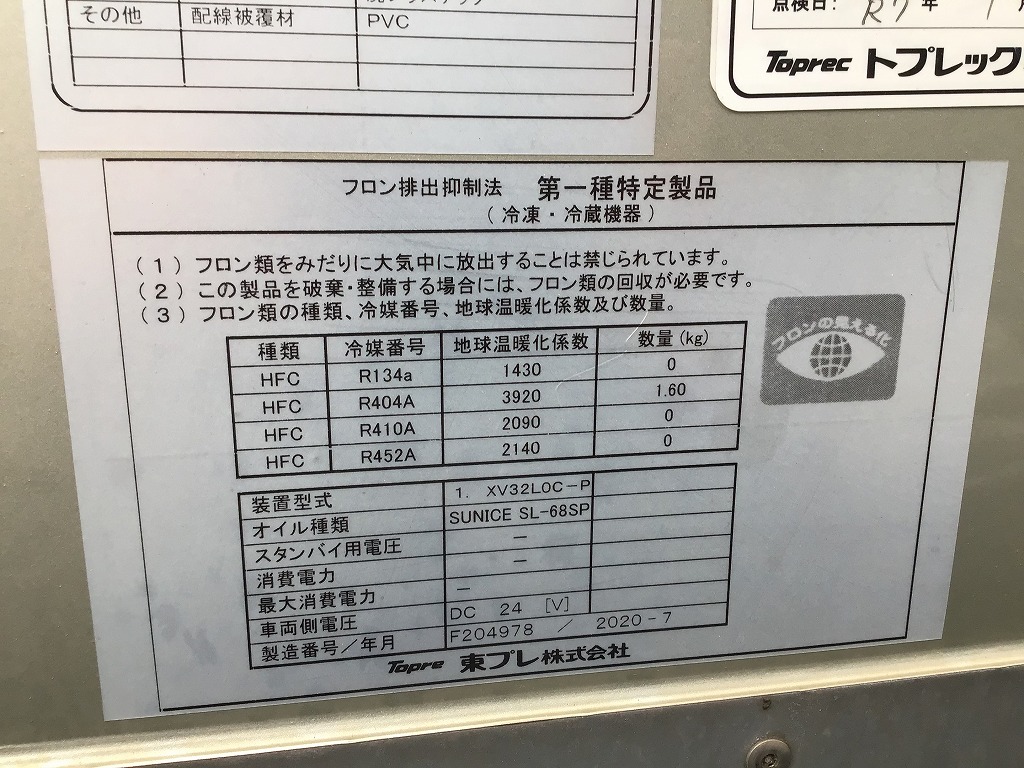 その他 配線被覆材 PVC
点検日: R7年 1月
Toprec トプレック
フロン排出抑制法 第一種特定製品
(冷凍・冷蔵機器)
(1) フロン類をみだりに大気中に放出することは禁じられています。
(2) この製品を破棄・整備する場合には、フロン類の回収が必要です。
(3) フロン類の種類、冷媒番号、地球温暖化係数及び数量。
フロンの見える化
種類 冷媒番号 地球温暖化係数 数量(kg)
HFC R134a 1430 0
HFC R404A 3920 1.60
HFC R410A 2090 0
HFC R452A 2140 0
装置型式 1. XV32LOC-P
オイル種類 SUNICE SL-68SP
スタンバイ用電圧 -
消費電力 -
最大消費電力 -
車両側電圧 DC 24 [V]
製造番号/年月 F204978 / 2020-7
Topre 東プレ株式会社